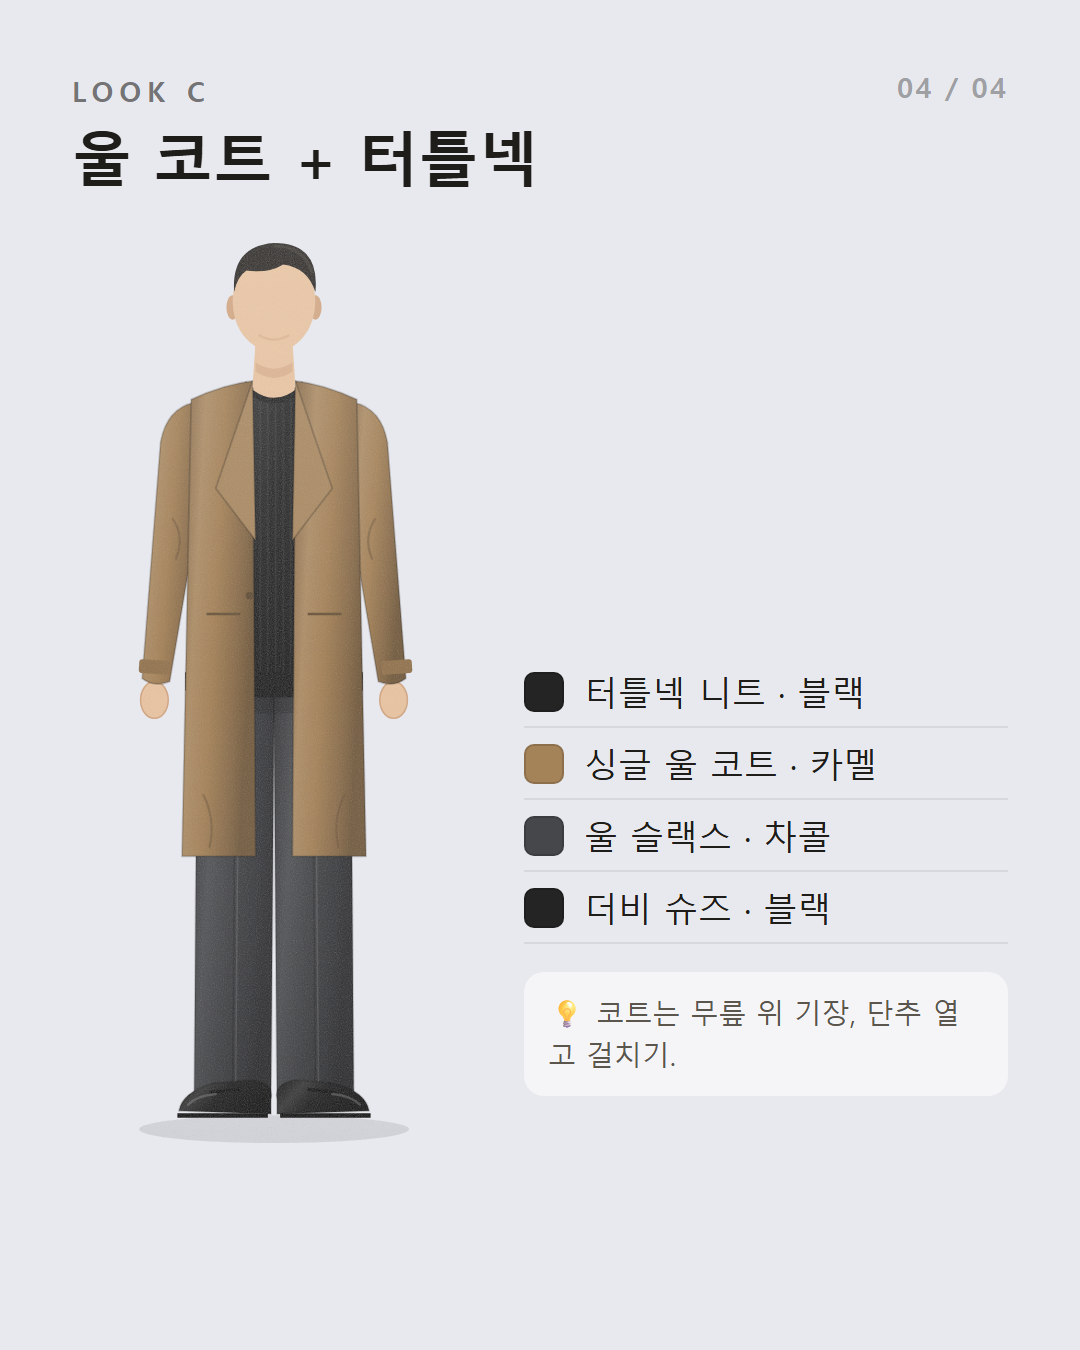 LOOK C
04 / 04
울 코트 + 터틀넥
터틀넥 니트 · 블랙
싱글 울 코트 · 카멜
울 슬랙스 · 차콜
더비 슈즈 · 블랙
💡 코트는 무릎 위 기장, 단추 열
고 걸치기.